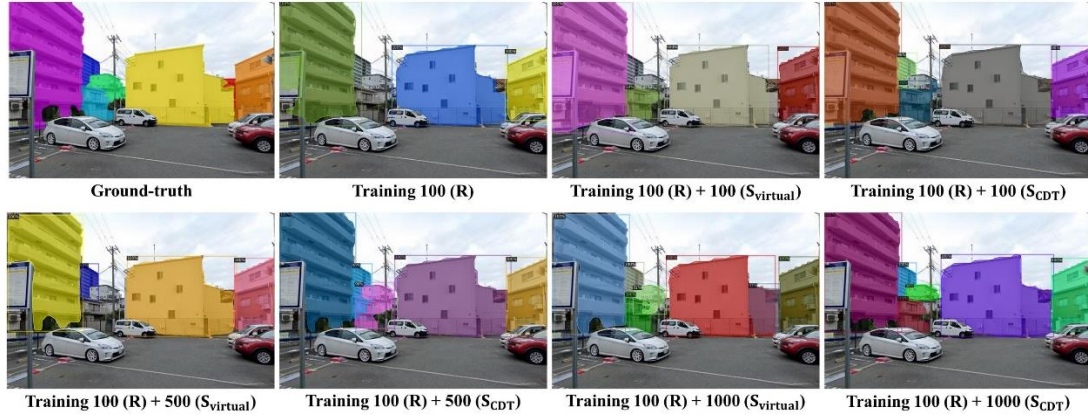 Ground-truth
Training 100 (R)
Training 100 (R) + 100 (Svirtual)
Training 100 (R) + 100 (SCDT)
Training 100 (R) + 500 (Svirtual)
Training 100 (R) + 500 (SCDT)
Training 100 (R) + 1000 (Svirtual)
Training 100 (R) + 1000 (SCDT)